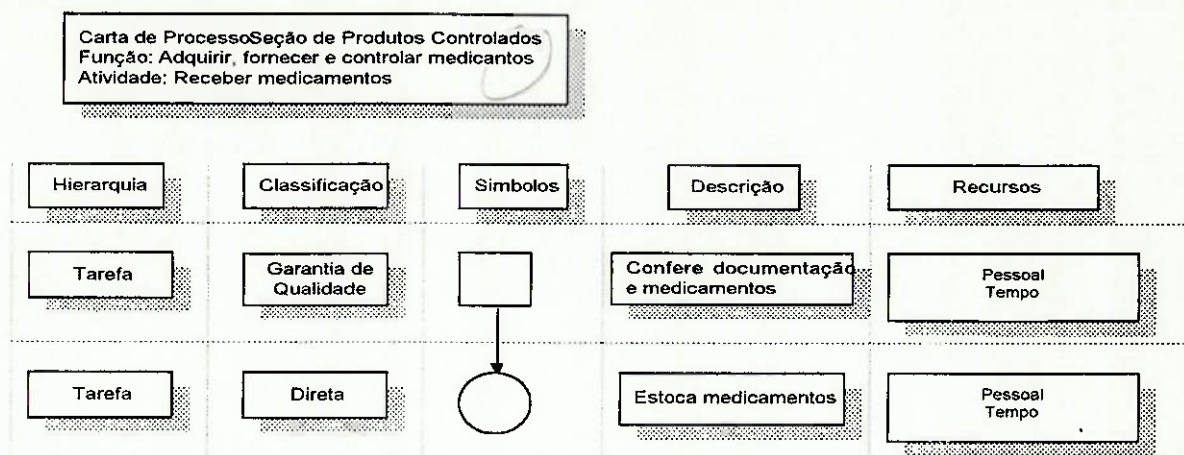 Carta de ProcessoSeção de Produtos Controlados
Função: Adquirir, fornecer e controlar medicantos
Atividade: Receber medicamentos
Hierarquia
Classificação
Simbolos
Descrição
Recursos
Tarefa
Garantia de
Qualidade
Confere documentação
e medicamentos
Pessoal
Tempo
Tarefa
Direta
Estoca medicamentos
Pessoal
Tempo